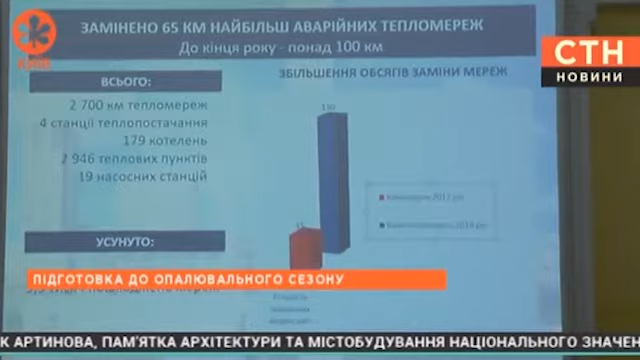 ЗАМІНЕНО 65 КМ НАЙБІЛЬШ АВАРІЙНИХ ТЕПЛОМЕРЕЖ
До кінця року - понад 100 км
КИЇВ
СТН
НОВИНИ
ВСЬОГО:
ЗБІЛЬШЕННЯ ОБСЯГІВ ЗАМІНИ МЕРЕЖ
2 700 км тепломереж
4 станції теплопостачання
179 котелень
2 946 теплових пунктів
19 насосних станцій
УСУНУТО:
ПІДГОТОВКА ДО ОПАЛЮВАЛЬНОГО СЕЗОНУ
К АРТИНОВА, ПАМ'ЯТКА АРХІТЕКТУРИ ТА МІСТОБУДУВАННЯ НАЦІОНАЛЬНОГО ЗНАЧЕН